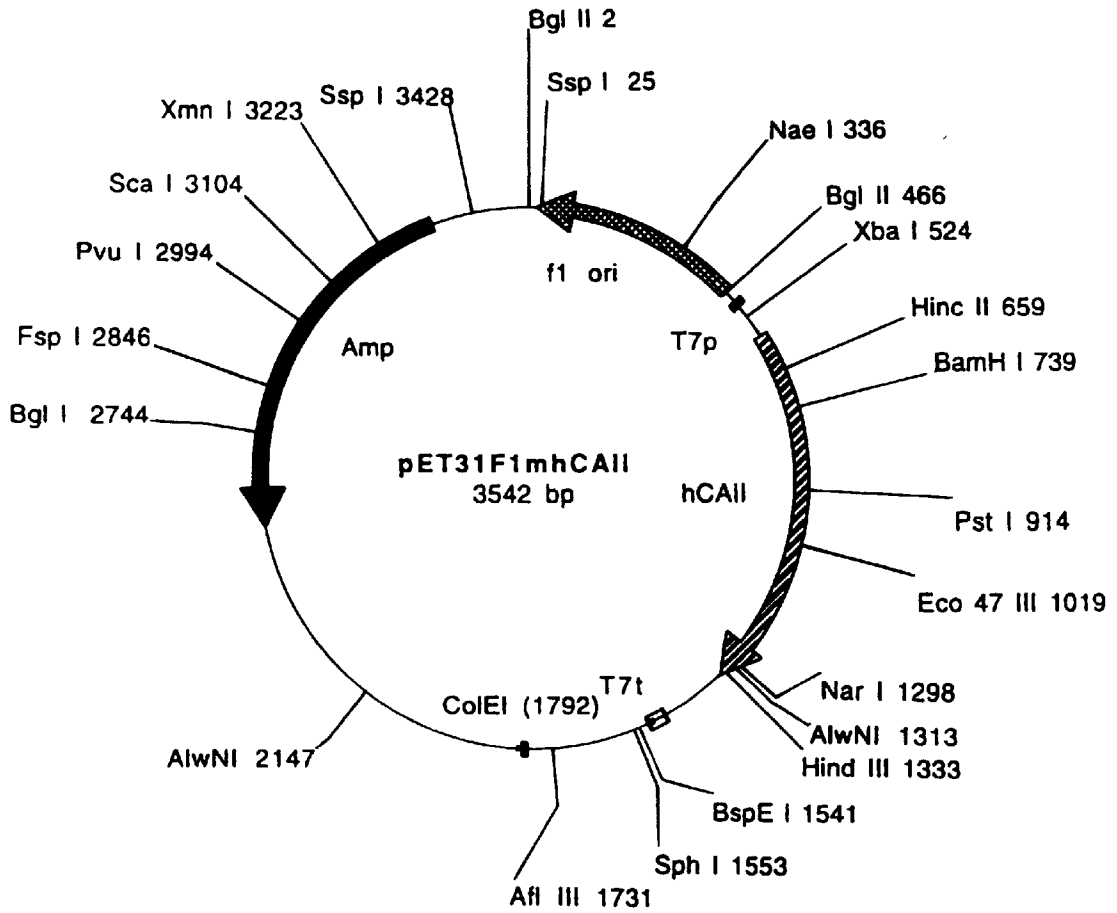 Bgl II 2
Ssp I 25
Ssp I 3428
Xmn I 3223
Nae I 336
Sca I 3104
Bgl II 466
Xba I 524
Pvu I 2994
f1 ori
Hinc II 659
T7p
Fsp I 2846
Amp
BamH I 739
Bgl I 2744
pET31F1mhCAII
3542 bp
hCAII
Pst I 914
Eco 47 III 1019
T7t
Nar I 1298
ColEI (1792)
AlwNI 1313
AlwNI 2147
Hind III 1333
BspE I 1541
Sph I 1553
Afl III 1731